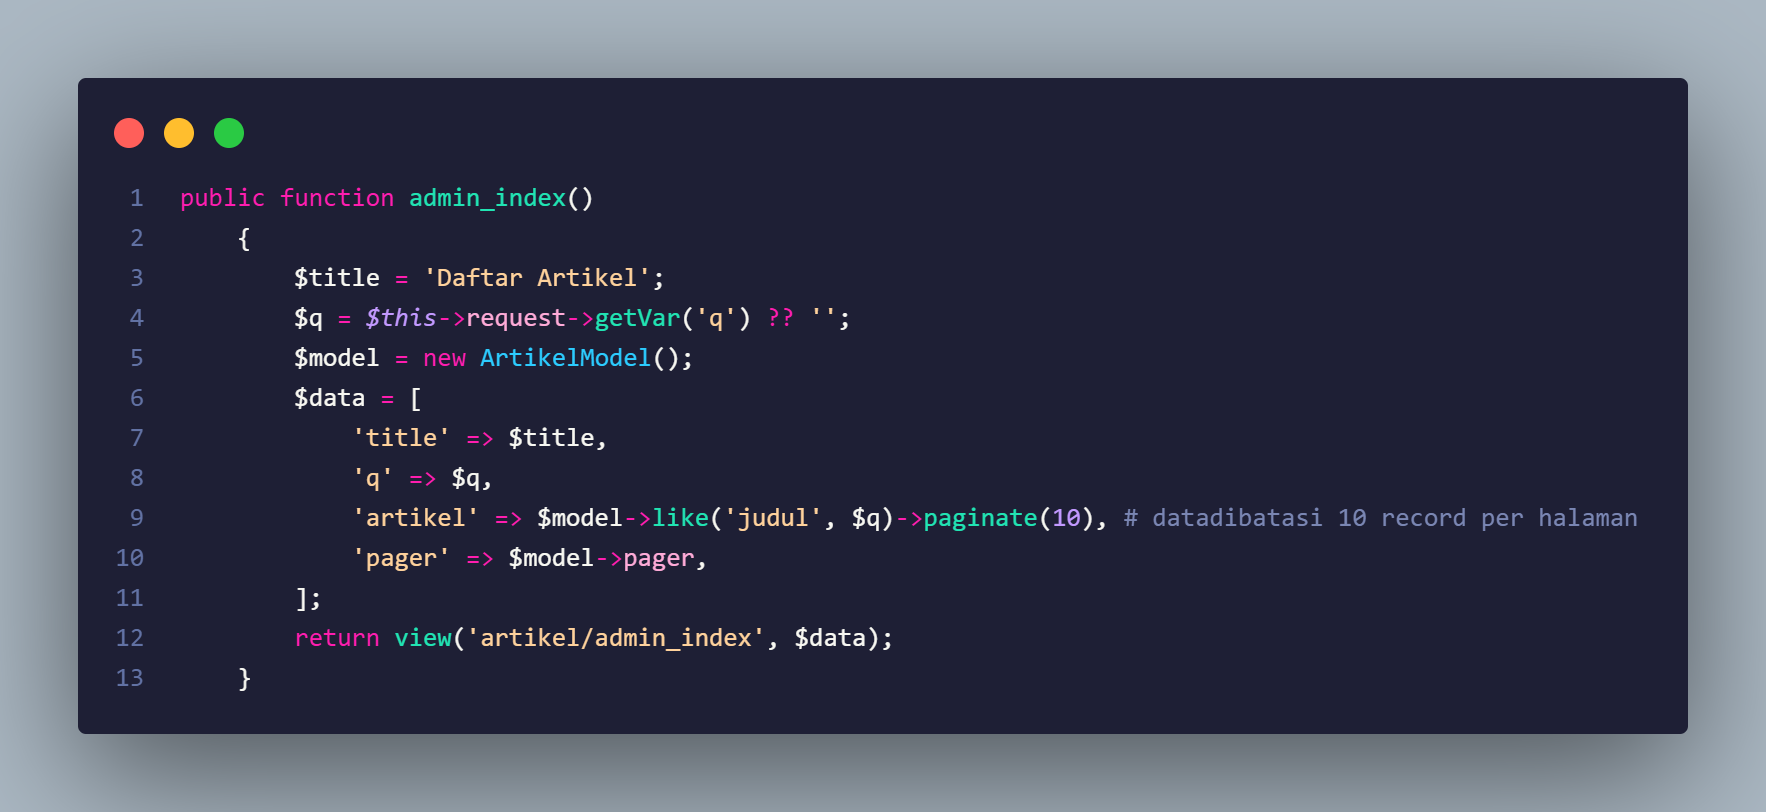 1 public function admin_index()
2 {
3 $title = 'Daftar Artikel';
4 $q = $this->request->getVar('q') ?? '';
5 $model = new ArtikelModel();
6 $data = [
7 'title' => $title,
8 'q' => $q,
9 'artikel' => $model->like('judul', $q)->paginate(10), # datadibatasi 10 record per halaman
10 'pager' => $model->pager,
11 ];
12 return view('artikel/admin_index', $data);
13 }